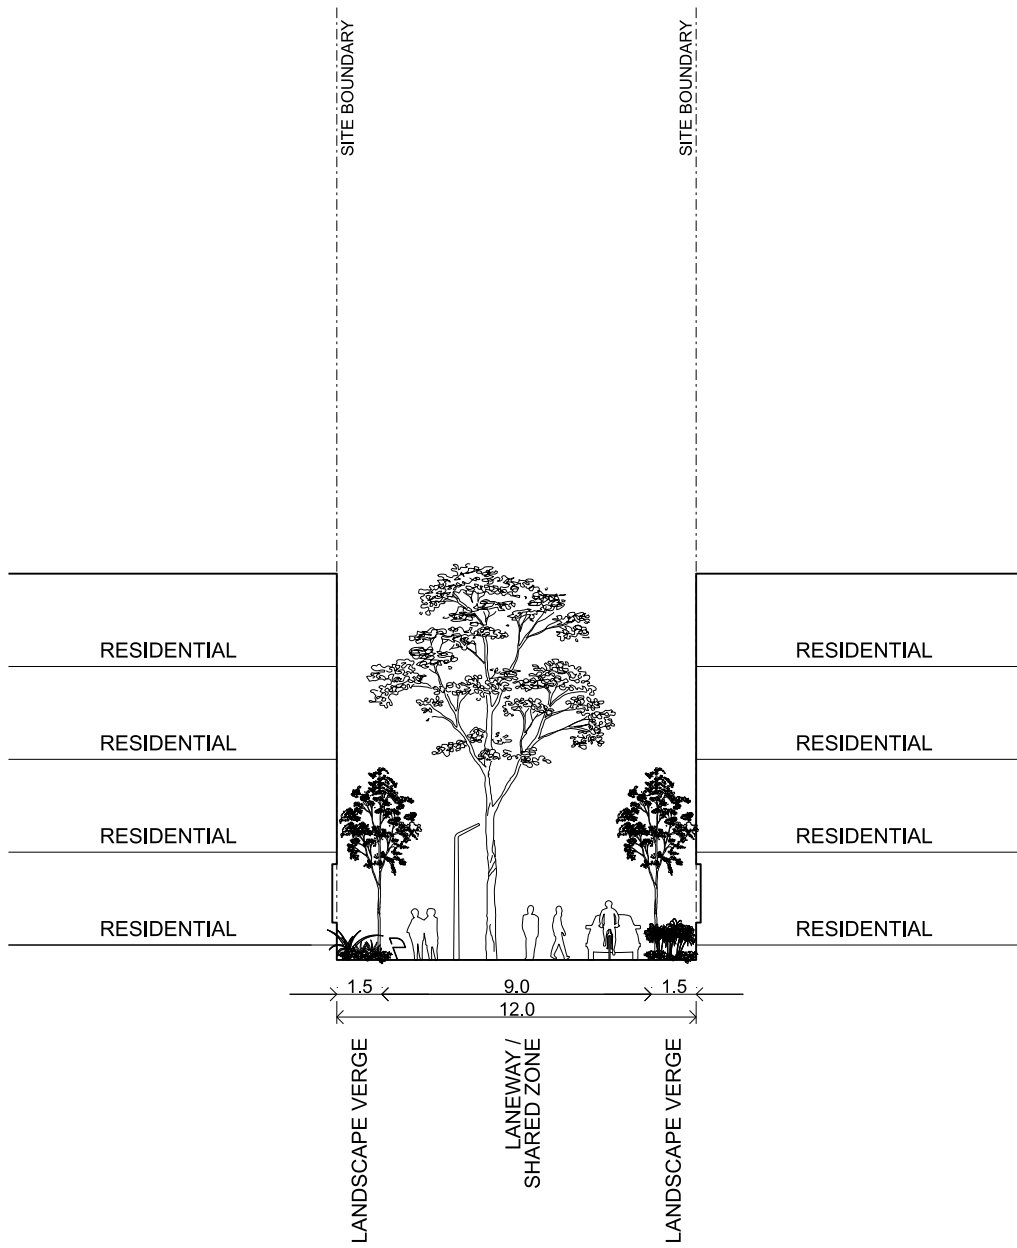 SITE BOUNDARY
SITE BOUNDARY
RESIDENTIAL
RESIDENTIAL
RESIDENTIAL
RESIDENTIAL
RESIDENTIAL
RESIDENTIAL
RESIDENTIAL
RESIDENTIAL
1.5
9.0
1.5
12.0
LANDSCAPE VERGE
LANEWAY /
SHARED ZONE
LANDSCAPE VERGE